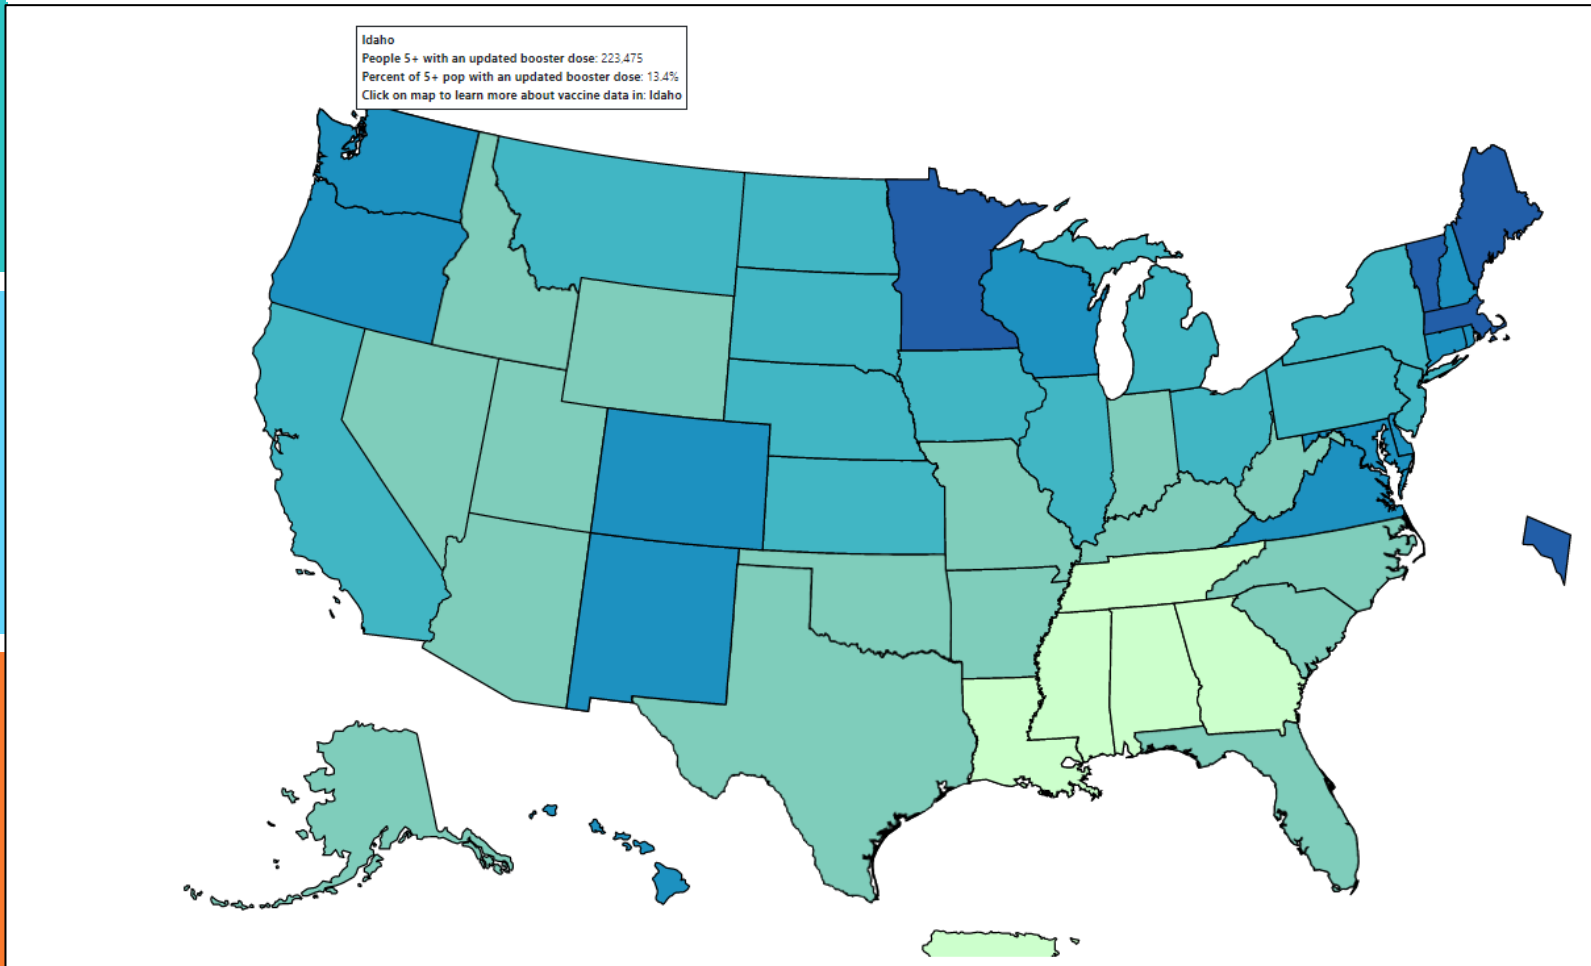 Idaho
People 5+ with an updated booster dose: 223,475
Percent of 5+ pop with an updated booster dose: 13.4%
Click on map to learn more about vaccine data in: Idaho